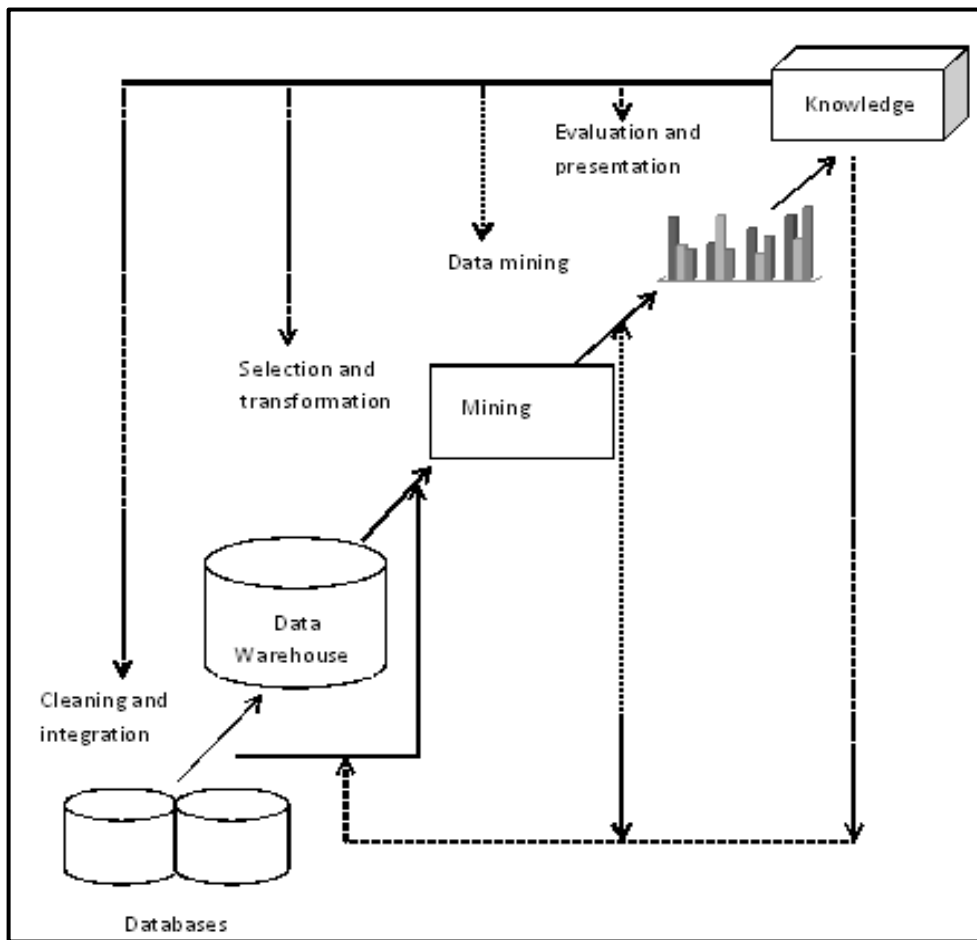 Knowledge
Evaluation and
presentation
Data mining
Selection and
transformation
Mining
Data
Warehouse
Cleaning and
integration
Databases